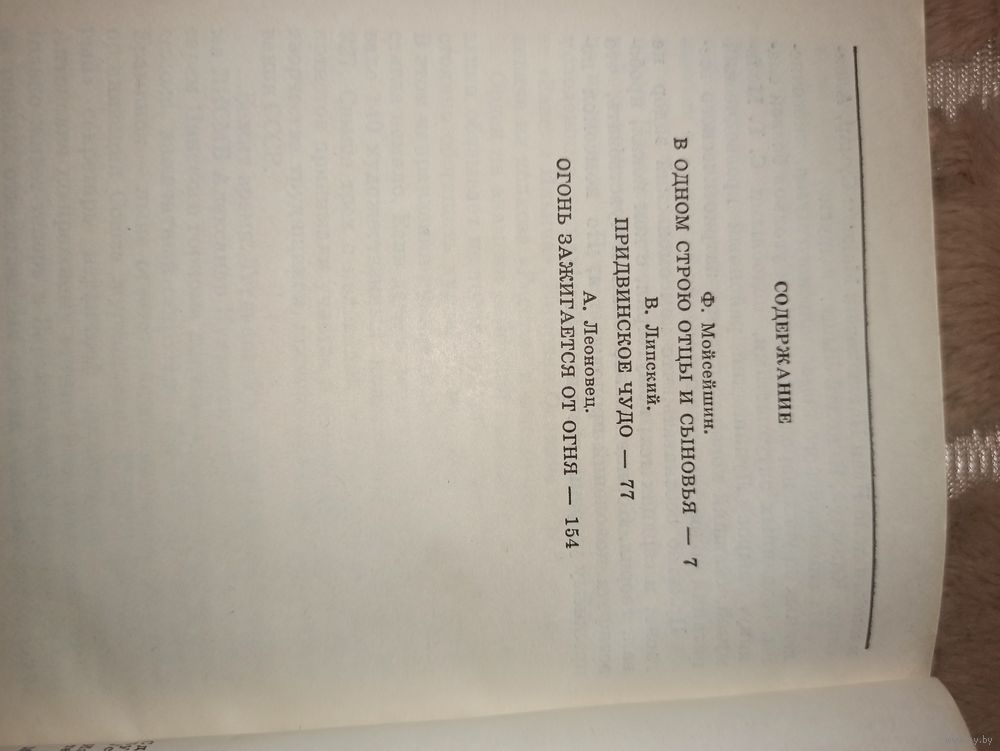 СОДЕРЖАНИЕ
Ф. Мойсейшин.
В ОДНОМ СТРОЮ ОТЦЫ И СЫНОВЬЯ — 7
В. Липский.
ПРИДВИНСКОЕ ЧУДО — 77
А. Леоновец.
ОГОНЬ ЗАЖИГАЕТСЯ ОТ ОГНЯ — 154